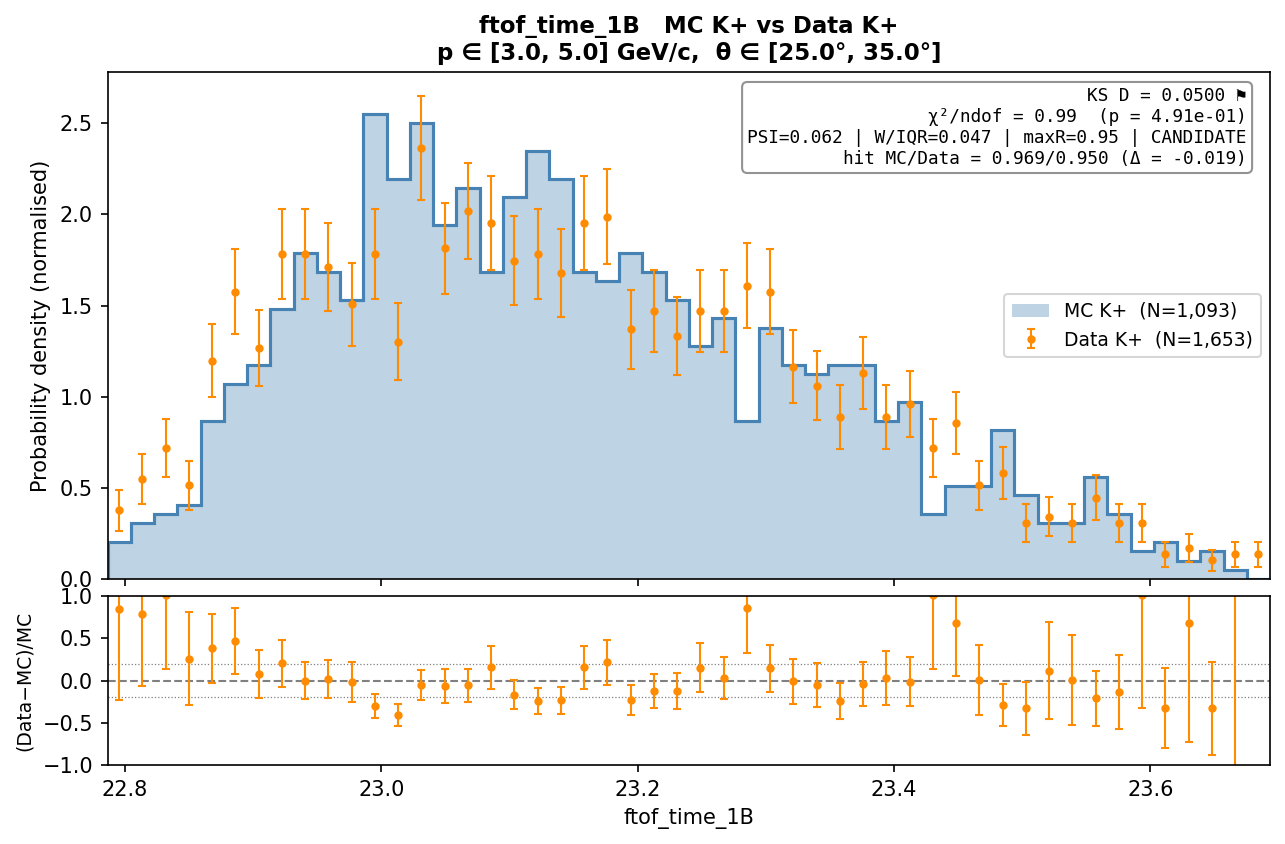 ftof_time_1B   MC K+ vs Data K+
p ∈ [3.0, 5.0] GeV/c,  θ ∈ [25.0°, 35.0°]
KS D = 0.0500 ⚑
χ²/ndof = 0.99  (p = 4.91e-01)
PSI=0.062 | W/IQR=0.047 | maxR=0.95 | CANDIDATE
hit MC/Data = 0.969/0.950 (Δ = -0.019)
MC K+  (N=1,093)
Data K+  (N=1,653)
Probability density (normalised)
2.5
2.0
1.5
1.0
0.5
0.0
(Data−MC)/MC
1.0
0.5
0.0
−0.5
−1.0
22.8 23.0 23.2 23.4 23.6
ftof_time_1B